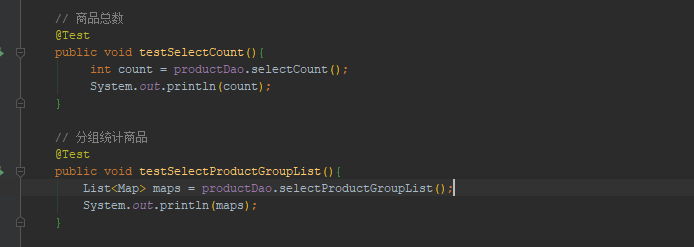 // 商品总数
@Test
public void testSelectCount(){
int count = productDao.selectCount();
System.out.println(count);
}
// 分组统计商品
@Test
public void testSelectProductGroupList(){
List<Map> maps = productDao.selectProductGroupList();
System.out.println(maps);
}